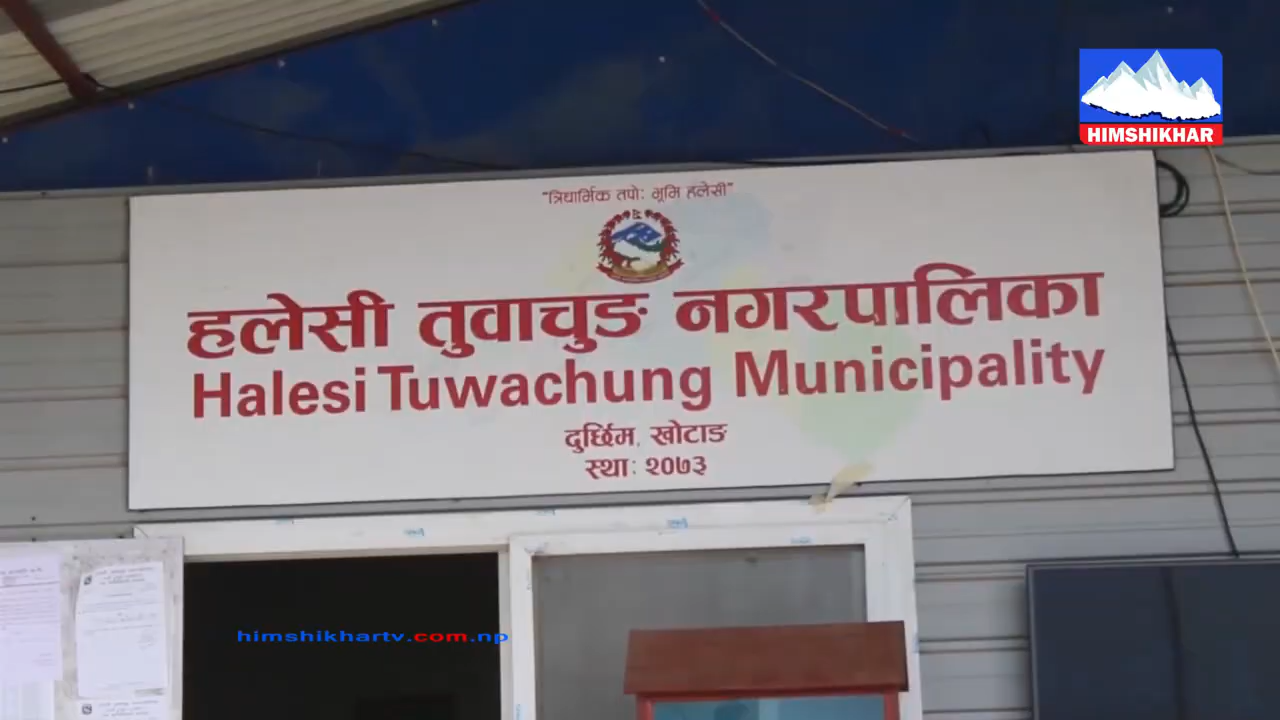 HIMSHIKHAR
"त्रिधार्मिक तपो: भूमि हलेसी"
हलेसी तुवाचुङ नगरपालिका
Halesi Tuwachung Municipality
दुर्छिम, खोटाङ
स्था: २०७३
himshikhartv.com.np